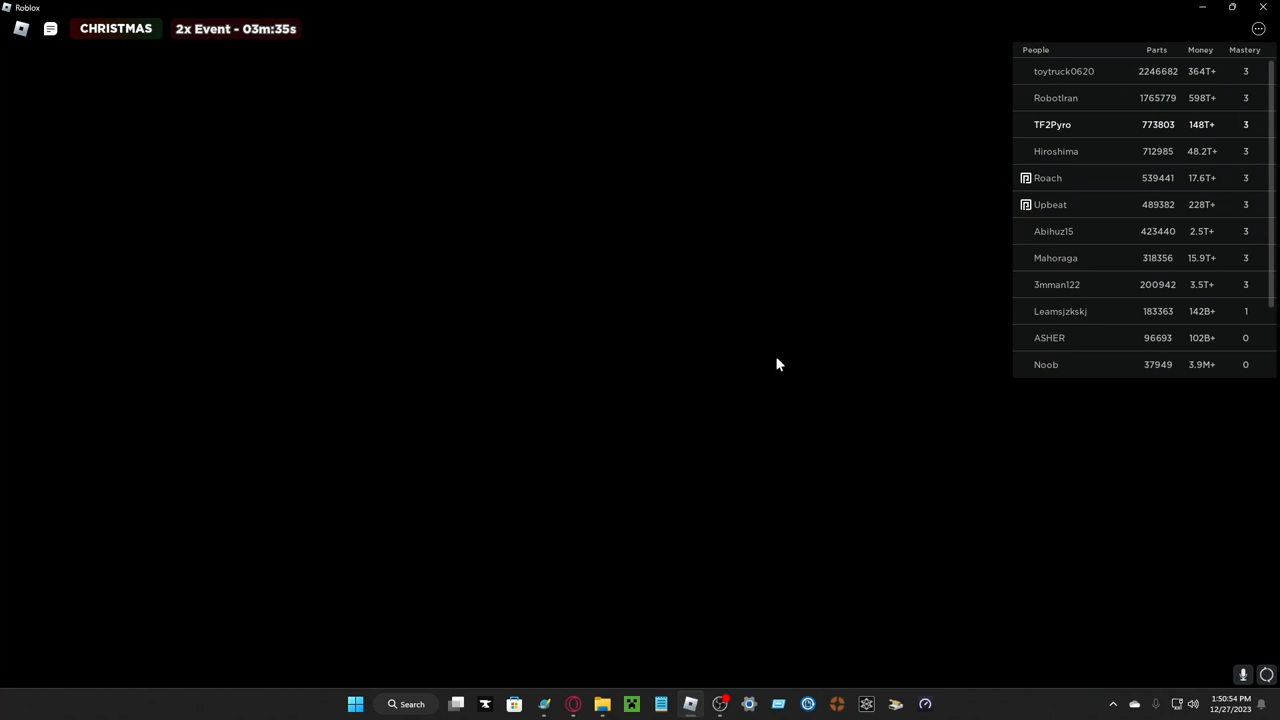 Roblox
CHRISTMAS 2x Event - 03m:35s
People Parts Money Mastery
toytruck0620 2246682 364T+ 3
RobotIran 1765779 598T+ 3
TF2Pyro 773803 148T+ 3
Hiroshima 712985 48.2T+ 3
Roach 539441 17.6T+ 3
Upbeat 489382 228T+ 3
Abihuz15 423440 2.5T+ 3
Mahoraga 318356 15.9T+ 3
3mman122 200942 3.5T+ 3
Leamsjzkskj 183363 142B+ 1
ASHER 96693 102B+ 0
Noob 37949 3.9M+ 0
Search
1:50:54 PM
12/27/2023